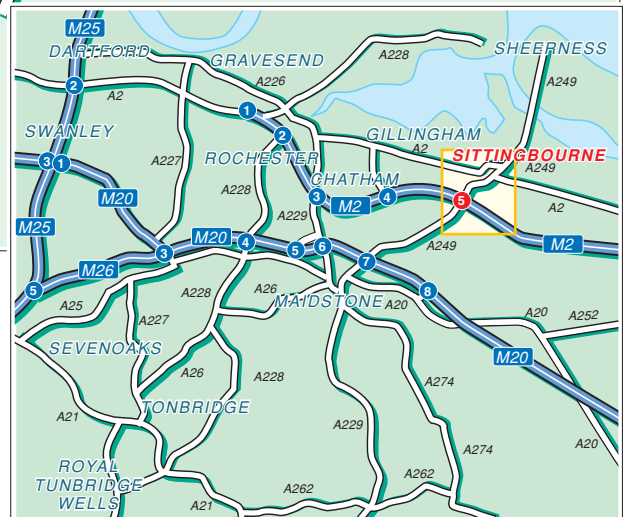 M25
DARTFORD
GRAVESEND
A228
SHEERNESS
A226
A249
2
A2
1
2
SWANLEY
GILLINGHAM
A2
SITTINGBOURNE
3
1
A227
ROCHESTER
A249
M20
A228
CHATHAM
3
4
5
M2
A229
A2
M25
M20
4
5
6
A249
M2
M26
3
7
5
8
A25
A228
A26
MAIDSTONE
A20
A20
A252
A227
SEVENOAKS
M20
A26
A228
A274
A21
TONBRIDGE
A229
A20
A274
ROYAL
TUNBRIDGE
WELLS
A262
A262
A21